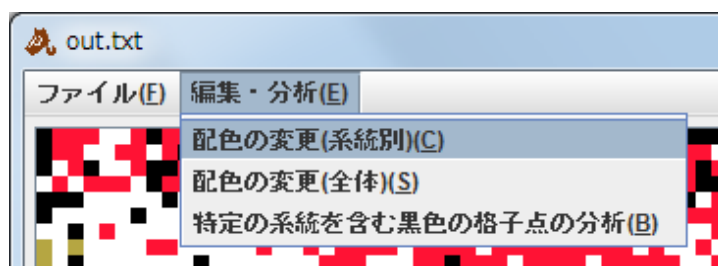 out.txt
ファイル(F) 編集・分析(E)
配色の変更(系統別)(C)
配色の変更(全体)(S)
特定の系統を含む黒色の格子点の分析(B)